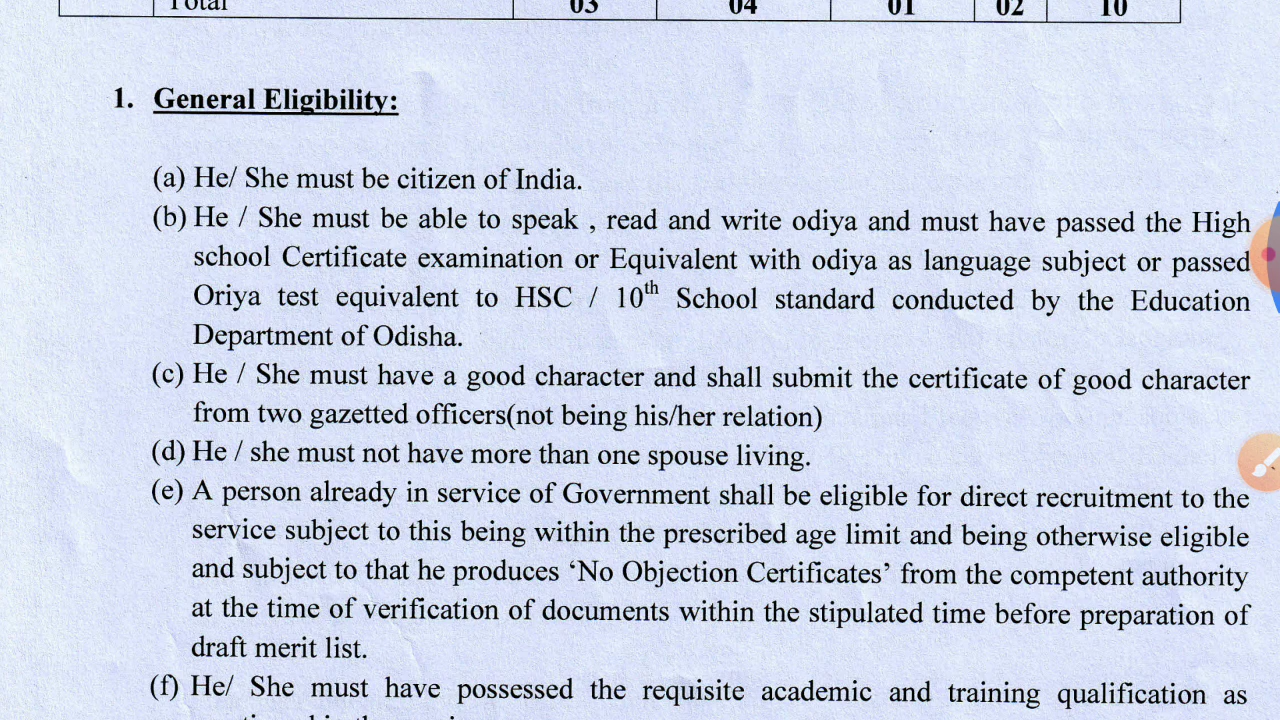 Total 03 04 01 02 10
1. General Eligibility:
(a) He/ She must be citizen of India.
(b) He / She must be able to speak , read and write odiya and must have passed the High
school Certificate examination or Equivalent with odiya as language subject or passed
Oriya test equivalent to HSC / 10th School standard conducted by the Education
Department of Odisha.
(c) He / She must have a good character and shall submit the certificate of good character
from two gazetted officers(not being his/her relation)
(d) He / she must not have more than one spouse living.
(e) A person already in service of Government shall be eligible for direct recruitment to the
service subject to this being within the prescribed age limit and being otherwise eligible
and subject to that he produces ‘No Objection Certificates’ from the competent authority
at the time of verification of documents within the stipulated time before preparation of
draft merit list.
(f) He/ She must have possessed the requisite academic and training qualification as